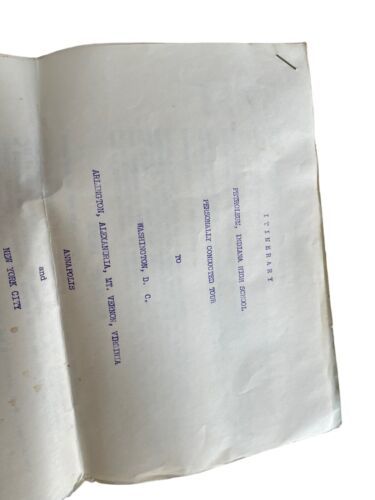 ITINERARY
PETROLEUM, INDIANA HIGH SCHOOL
PERSONALLY CONDUCTED TOUR
TO
WASHINGTON, D. C.
ARLINGTON, ALEXANDRIA, MT. VERNON, VIRGINIA
ANNAPOLIS
and
NEW YORK CITY